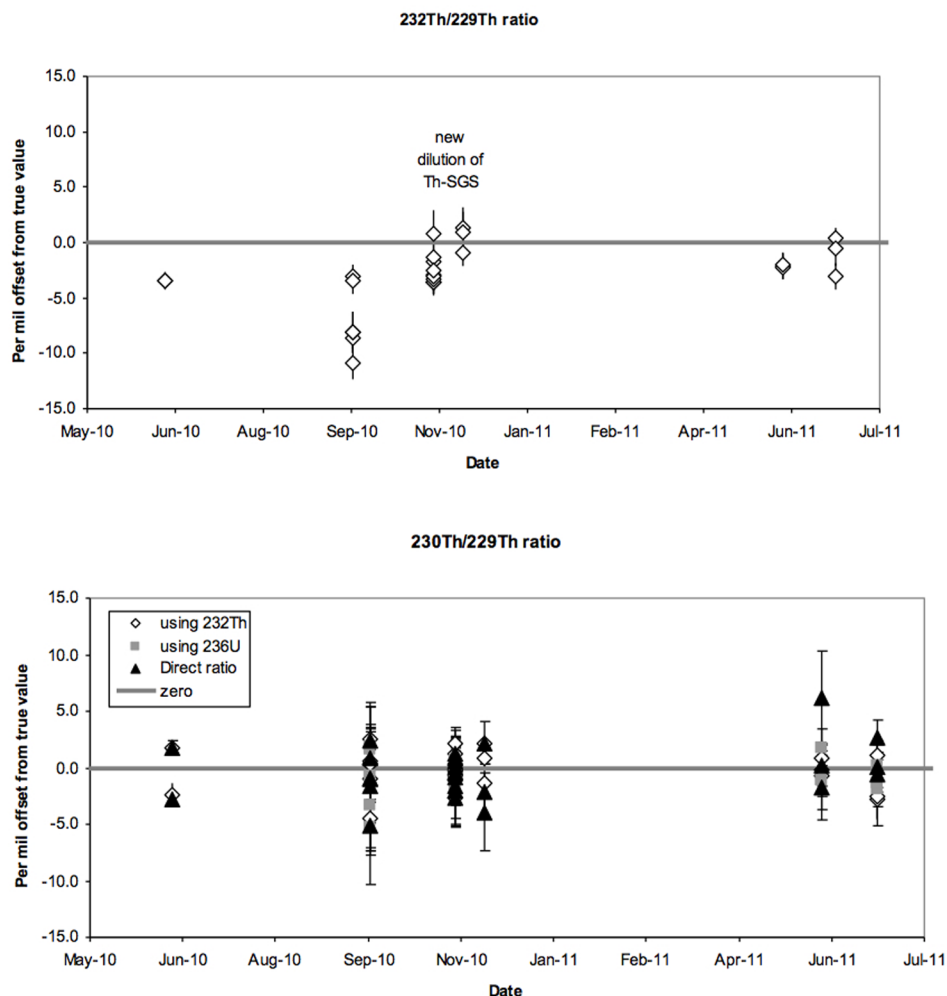 232Th/229Th ratio
15.0
10.0
5.0
0.0
-5.0
-10.0
-15.0
Per mil offset from true value
new
dilution of
Th-SGS
May-10 Jun-10 Aug-10 Sep-10 Nov-10 Jan-11 Feb-11 Apr-11 Jun-11 Jul-11
Date
230Th/229Th ratio
15.0
10.0
5.0
0.0
-5.0
-10.0
-15.0
Per mil offset from true value
using 232Th
using 236U
Direct ratio
zero
May-10 Jun-10 Aug-10 Sep-10 Nov-10 Jan-11 Feb-11 Apr-11 Jun-11 Jul-11
Date